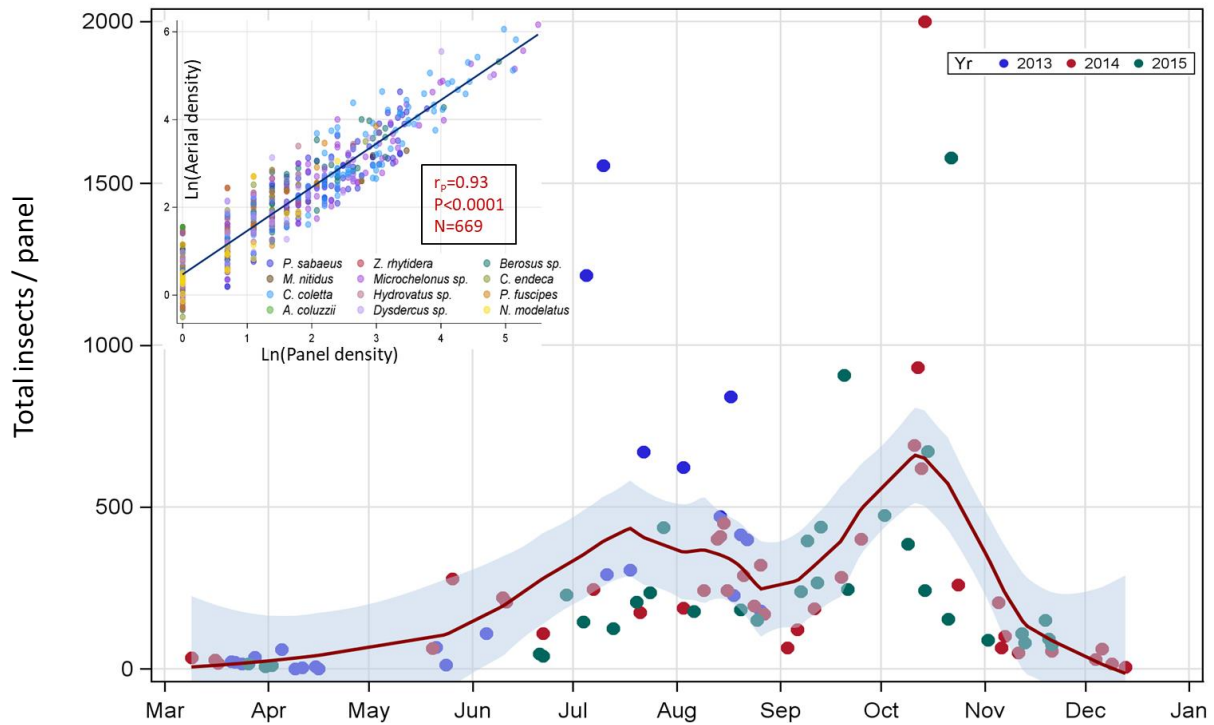 2000
1500
1000
500
0
Total insects / panel
Mar Apr May Jun Jul Aug Sep Oct Nov Dec Jan
Yr 2013 2014 2015
6
4
2
0
Ln(Aerial density)
0 1 2 3 4 5
Ln(Panel density)
rP=0.93
P<0.0001
N=669
P. sabaeus Z. rhytidera Berosus sp.
M. nitidus Microchelonus sp. C. endeca
C. coletta Hydrovatus sp. P. fuscipes
A. coluzzii Dysdercus sp. N. modelatus